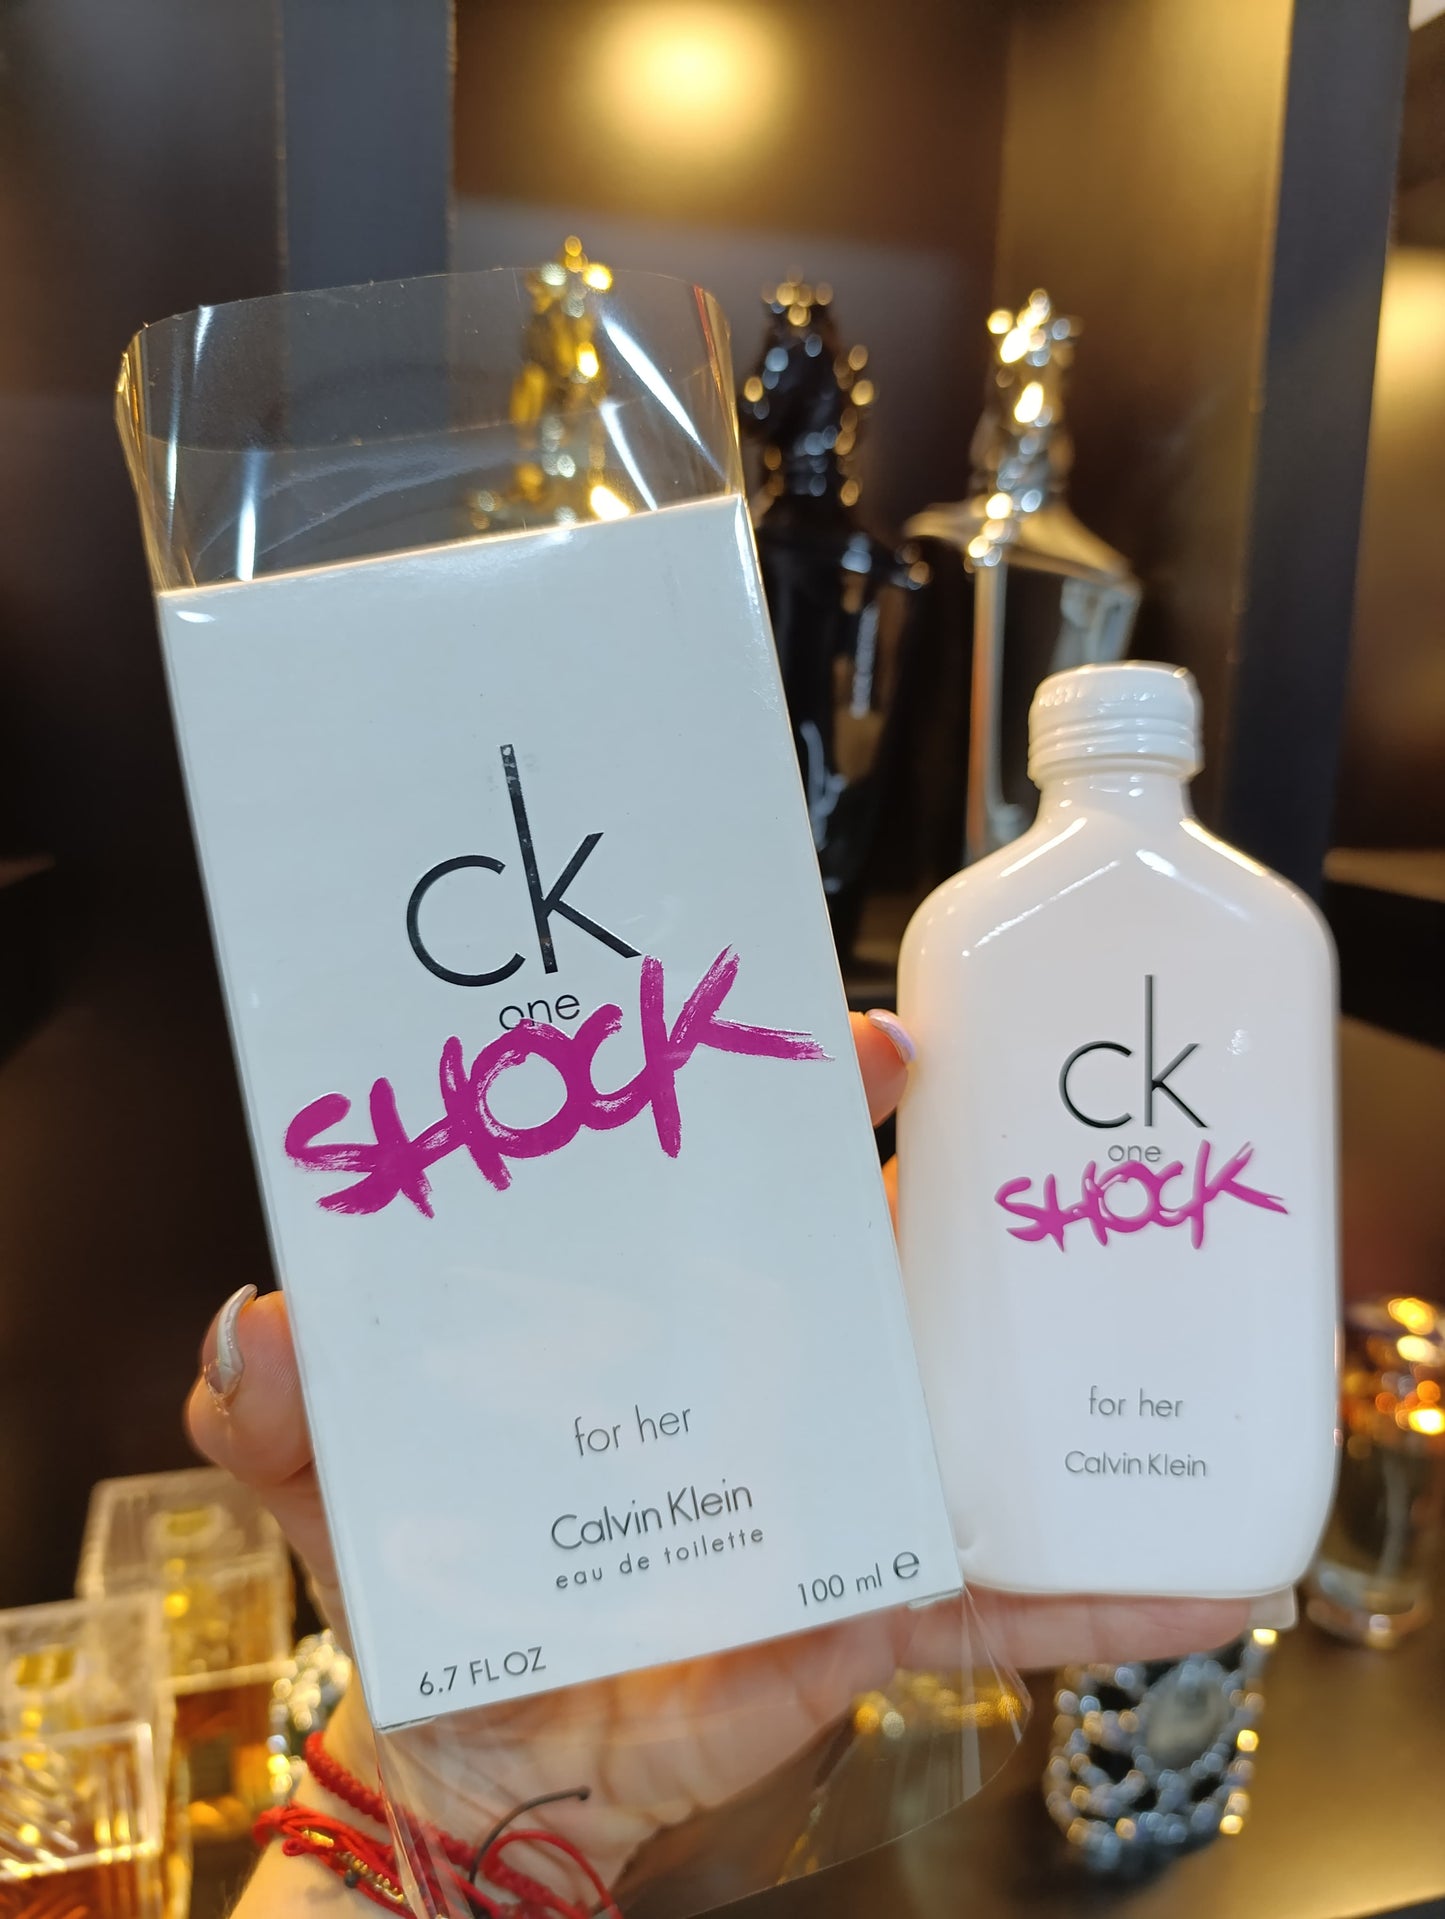 ck
one
SHOCK
for her
Calvin Klein
eau de toilette
100 ml e
6.7 FL OZ
ck
one
SHOCK
for her
Calvin Klein